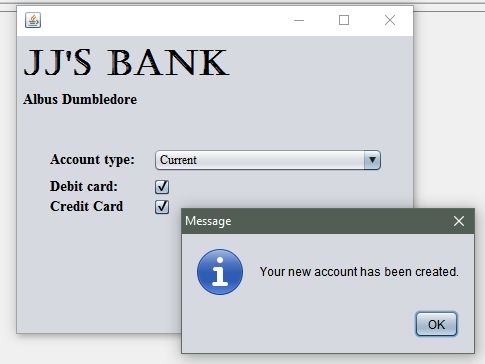 JJ'S BANK
Albus Dumbledore
Account type: Current
Debit card:
Credit Card
Message
Your new account has been created.
OK